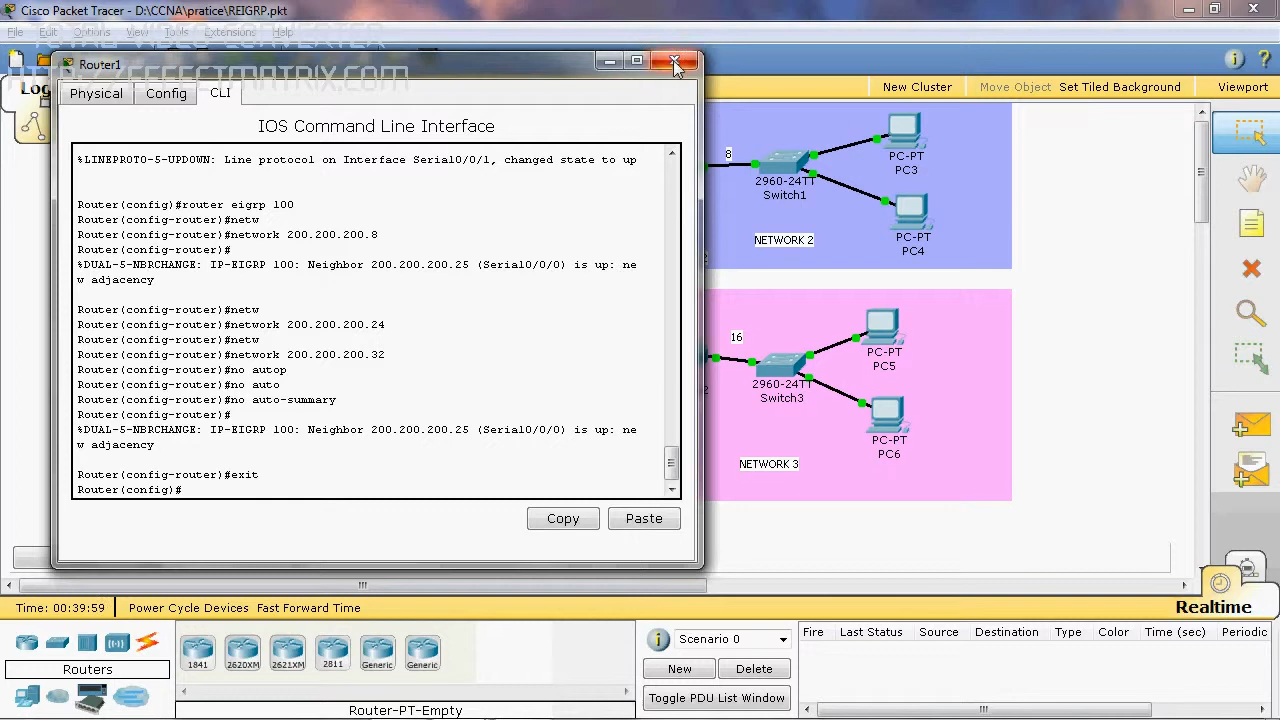 Cisco Packet Tracer - D:\CCNA\pratice\REIGRP.pkt
File Edit Options View Tools Extensions Help
TOTAL VIDEO CONVERTER
HTTP://EFFECTMATRIX.COM
Router1
Log
New Cluster Move Object Set Tiled Background Viewport
Physical Config CLI
IOS Command Line Interface
%LINEPROTO-5-UPDOWN: Line protocol on Interface Serial0/0/1, changed state to up
Router(config)#router eigrp 100
Router(config-router)#netw
Router(config-router)#network 200.200.200.8
Router(config-router)#
%DUAL-5-NBRCHANGE: IP-EIGRP 100: Neighbor 200.200.200.25 (Serial0/0/0) is up: ne
w adjacency
Router(config-router)#netw
Router(config-router)#network 200.200.200.24
Router(config-router)#netw
Router(config-router)#network 200.200.200.32
Router(config-router)#no autop
Router(config-router)#no auto
Router(config-router)#no auto-summary
Router(config-router)#
%DUAL-5-NBRCHANGE: IP-EIGRP 100: Neighbor 200.200.200.25 (Serial0/0/0) is up: ne
w adjacency
Router(config-router)#exit
Router(config)#
Copy Paste
8
2960-24TT
Switch1
PC-PT
PC3
PC-PT
PC4
NETWORK 2
16
2960-24TT
Switch3
PC-PT
PC5
PC-PT
PC6
NETWORK 3
Time: 00:39:59 Power Cycle Devices Fast Forward Time
Realtime
Routers
1841 2620XM 2621XM 2811 Generic Generic
Router-PT-Empty
Scenario 0
New Delete
Toggle PDU List Window
Fire Last Status Source Destination Type Color Time (sec) Periodic